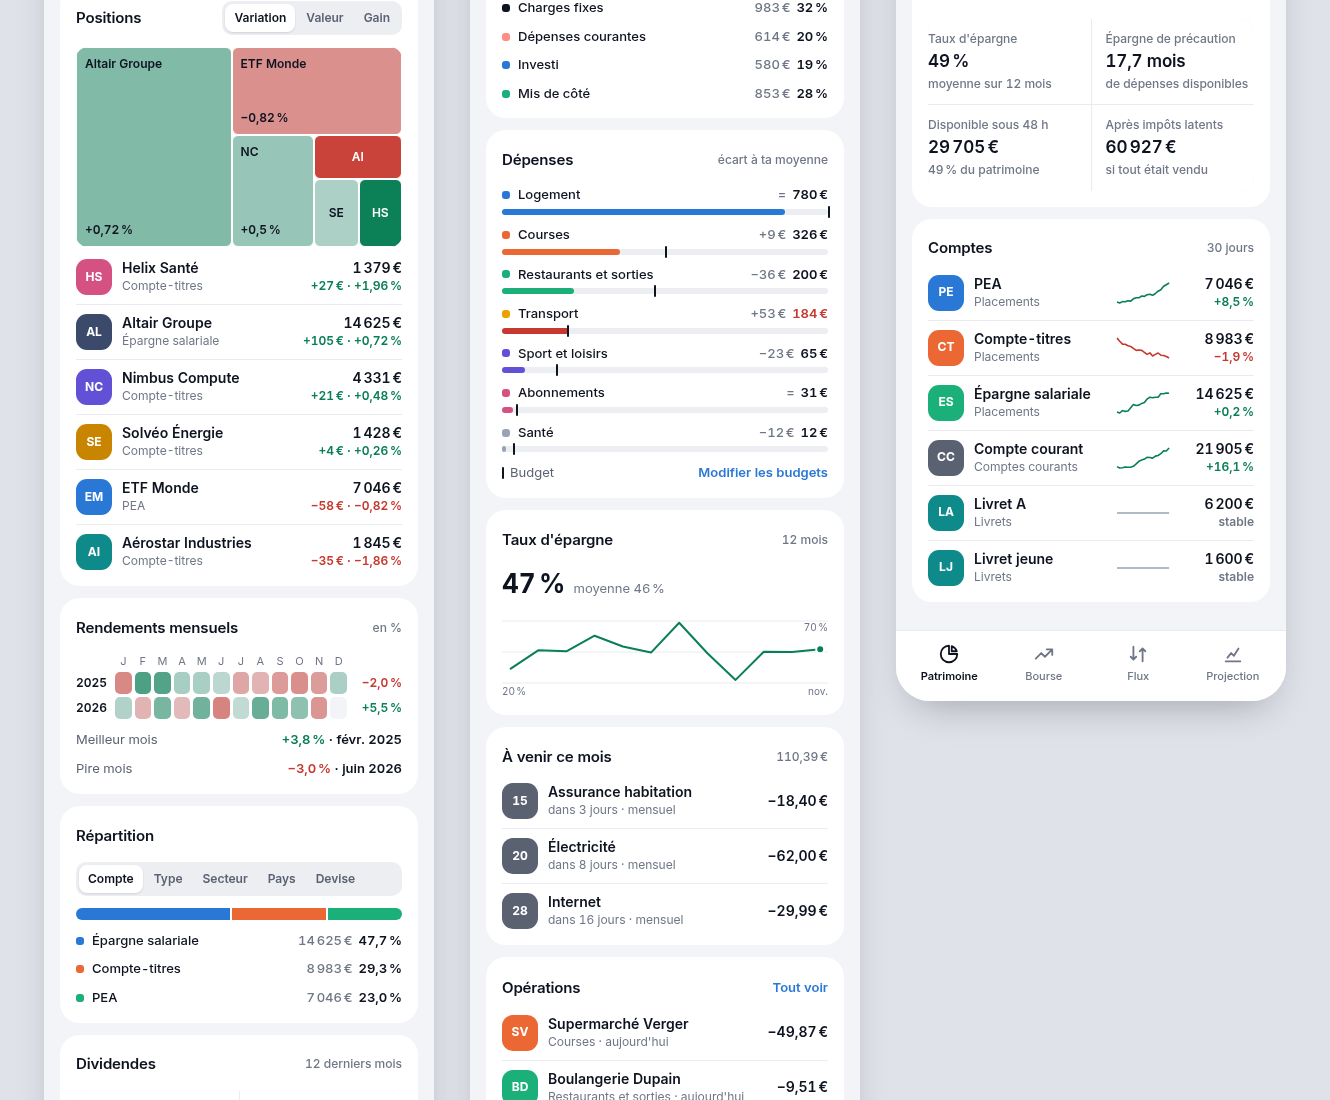 Positions
Variation
Valeur
Gain
Altair Groupe
+0,72 %
ETF Monde
−0,82 %
NC
+0,5 %
AI
SE
HS
HS
Helix Santé
1 379 €
Compte-titres
+27 € · +1,96 %
AL
Altair Groupe
14 625 €
Épargne salariale
+105 € · +0,72 %
NC
Nimbus Compute
4 331 €
Compte-titres
+21 € · +0,48 %
SE
Solvéo Énergie
1 428 €
Compte-titres
+4 € · +0,26 %
EM
ETF Monde
7 046 €
PEA
−58 € · −0,82 %
AI
Aérostar Industries
1 845 €
Compte-titres
−35 € · −1,86 %
Rendements mensuels
en %
J F M A M J J A S O N D
2025
−2,0 %
2026
+5,5 %
Meilleur mois
+3,8 % · févr. 2025
Pire mois
−3,0 % · juin 2026
Répartition
Compte
Type
Secteur
Pays
Devise
Épargne salariale
14 625 € 47,7 %
Compte-titres
8 983 € 29,3 %
PEA
7 046 € 23,0 %
Dividendes
12 derniers mois
Charges fixes
983 € 32 %
Dépenses courantes
614 € 20 %
Investi
580 € 19 %
Mis de côté
853 € 28 %
Dépenses
écart à ta moyenne
Logement
= 780 €
Courses
+9 € 326 €
Restaurants et sorties
−36 € 200 €
Transport
+53 € 184 €
Sport et loisirs
−23 € 65 €
Abonnements
= 31 €
Santé
−12 € 12 €
Budget
Modifier les budgets
Taux d'épargne
12 mois
47 % moyenne 46 %
70 %
20 %
nov.
À venir ce mois
110,39 €
15
Assurance habitation
−18,40 €
dans 3 jours · mensuel
20
Électricité
−62,00 €
dans 8 jours · mensuel
28
Internet
−29,99 €
dans 16 jours · mensuel
Opérations
Tout voir
SV
Supermarché Verger
−49,87 €
Courses · aujourd'hui
BD
Boulangerie Dupain
−9,51 €
Restaurants et sorties · aujourd'hui
Taux d'épargne
49 %
moyenne sur 12 mois
Épargne de précaution
17,7 mois
de dépenses disponibles
Disponible sous 48 h
29 705 €
49 % du patrimoine
Après impôts latents
60 927 €
si tout était vendu
Comptes
30 jours
PE
PEA
7 046 €
Placements
+8,5 %
CT
Compte-titres
8 983 €
Placements
−1,9 %
ES
Épargne salariale
14 625 €
Placements
+0,2 %
CC
Compte courant
21 905 €
Comptes courants
+16,1 %
LA
Livret A
6 200 €
Livrets
stable
LJ
Livret jeune
1 600 €
Livrets
stable
Patrimoine
Bourse
Flux
Projection